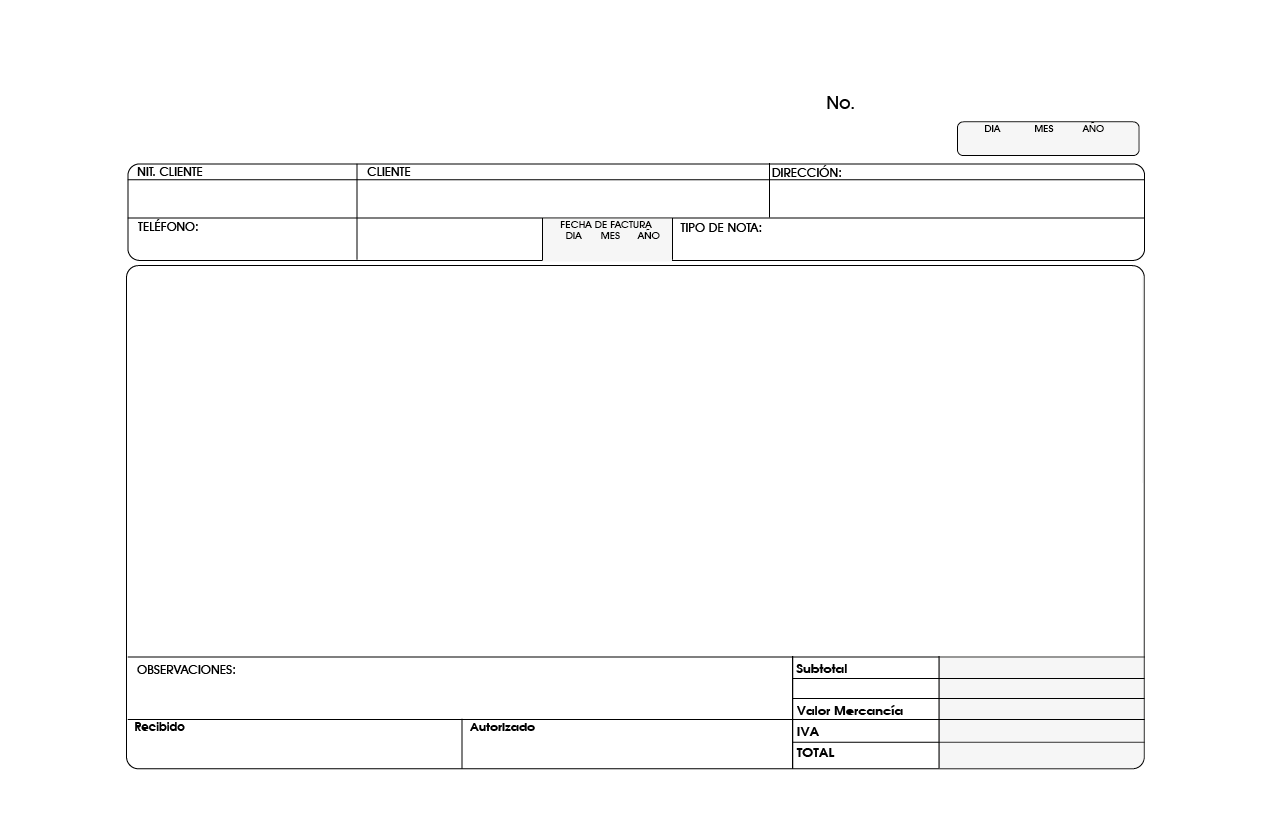 No.
DIA MES AÑO
NIT. CLIENTE CLIENTE DIRECCIÓN:
TELÉFONO: FECHA DE FACTURA TIPO DE NOTA:
DIA MES AÑO
OBSERVACIONES: Subtotal
Valor Mercancía
Recibido Autorizado IVA
TOTAL